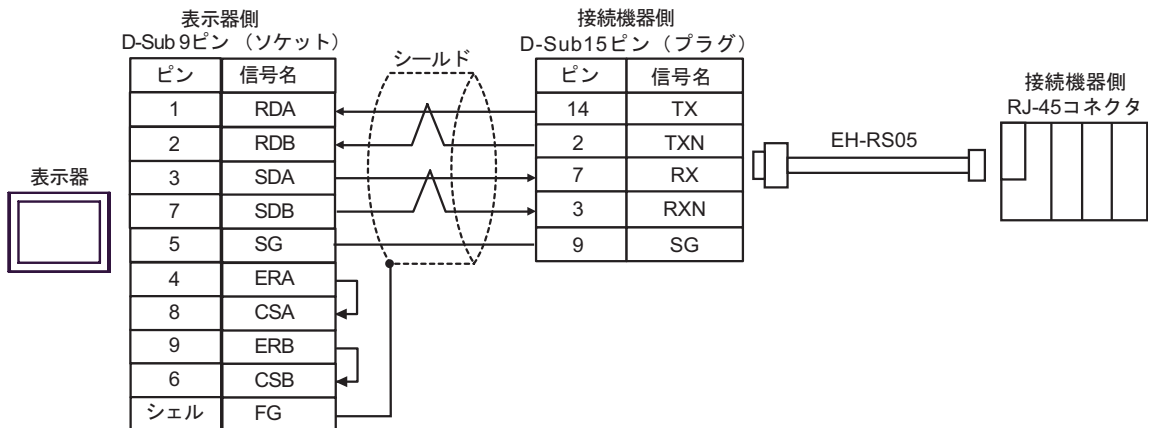 表示器側
D-Sub 9ピン （ソケット）
接続機器側
D-Sub15ピン（プラグ）
シールド
接続機器側
RJ-45コネクタ
表示器
EH-RS05
ピン 信号名
1 RDA
2 RDB
3 SDA
7 SDB
5 SG
4 ERA
8 CSA
9 ERB
6 CSB
シェル FG
ピン 信号名
14 TX
2 TXN
7 RX
3 RXN
9 SG